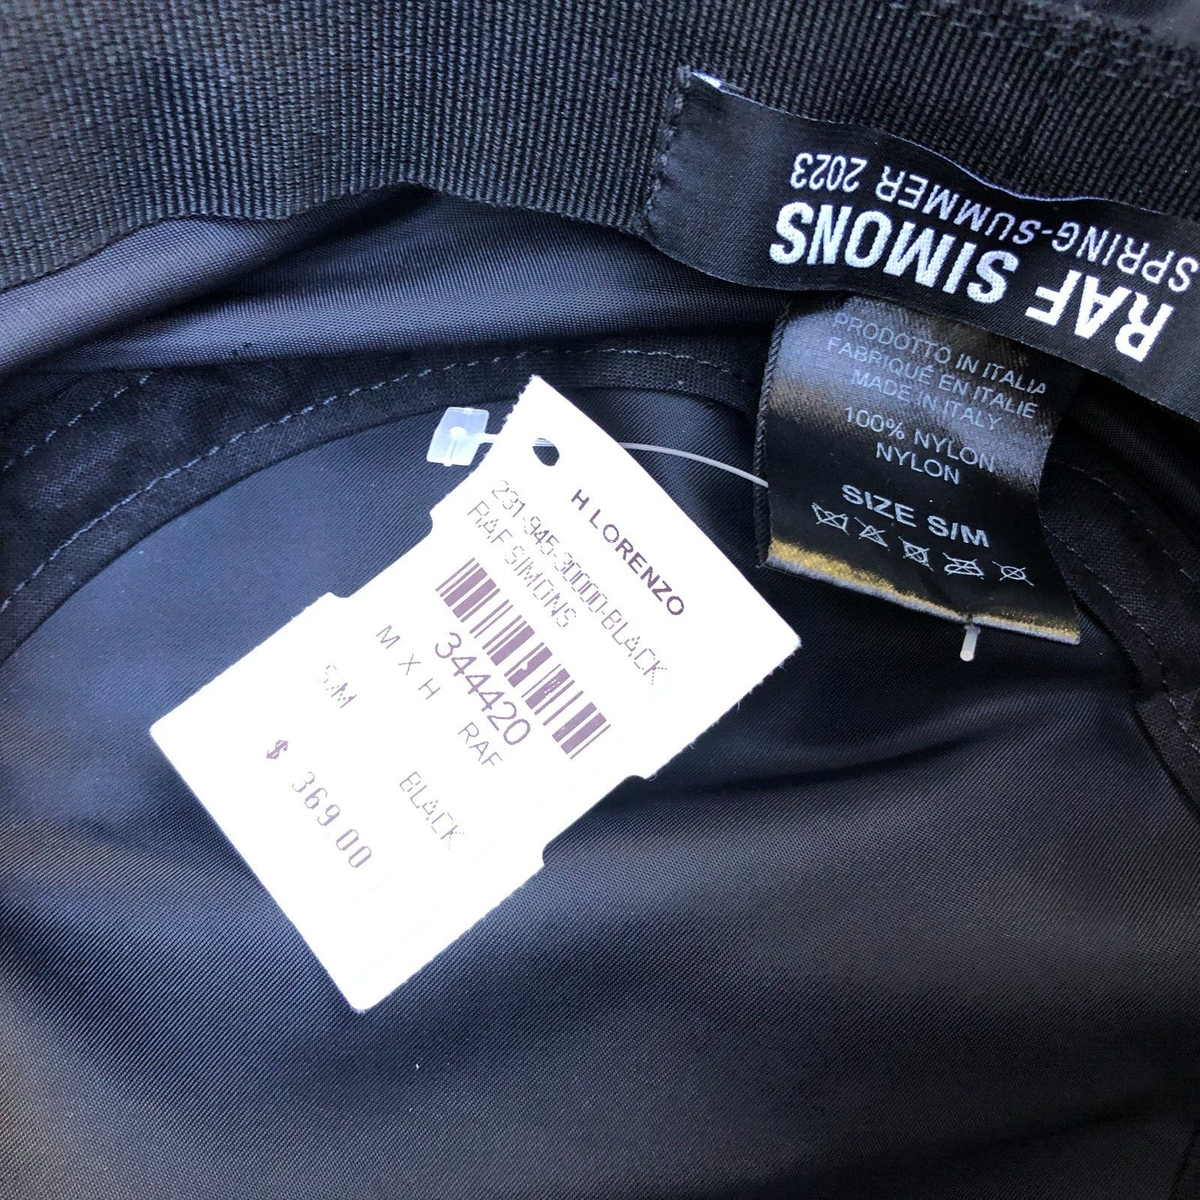 RAF SIMONS
SPRING-SUMMER 2023
PRODOTTO IN ITALIA
FABRIQUÉ EN ITALIE
MADE IN ITALY
100% NYLON
NYLON
SIZE S/M
H LORENZO
231-945-30000-BLACK
RAF SIMONS
344420
M X H RAF
S/M BLACK
$ 369.00